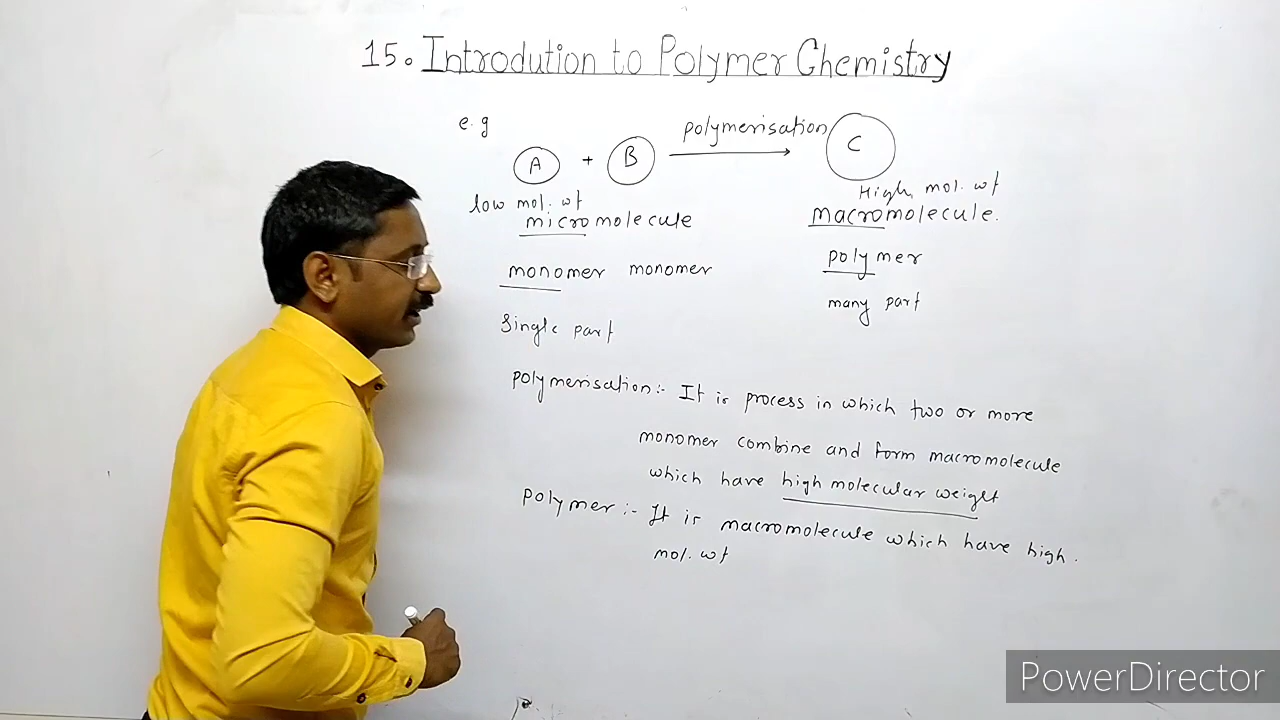 15. Introdution to Polymer Chemistry
e.g
A + B polymerisation C
low mol. wt High mol. wt
micromolecule macromolecule.
monomer monomer polymer
Single part many part
polymerisation:- It is process in which two or more
monomer combine and form macromolecule
which have high molecular weight
polymer:- It is macromolecule which have high.
mol. wt
PowerDirector